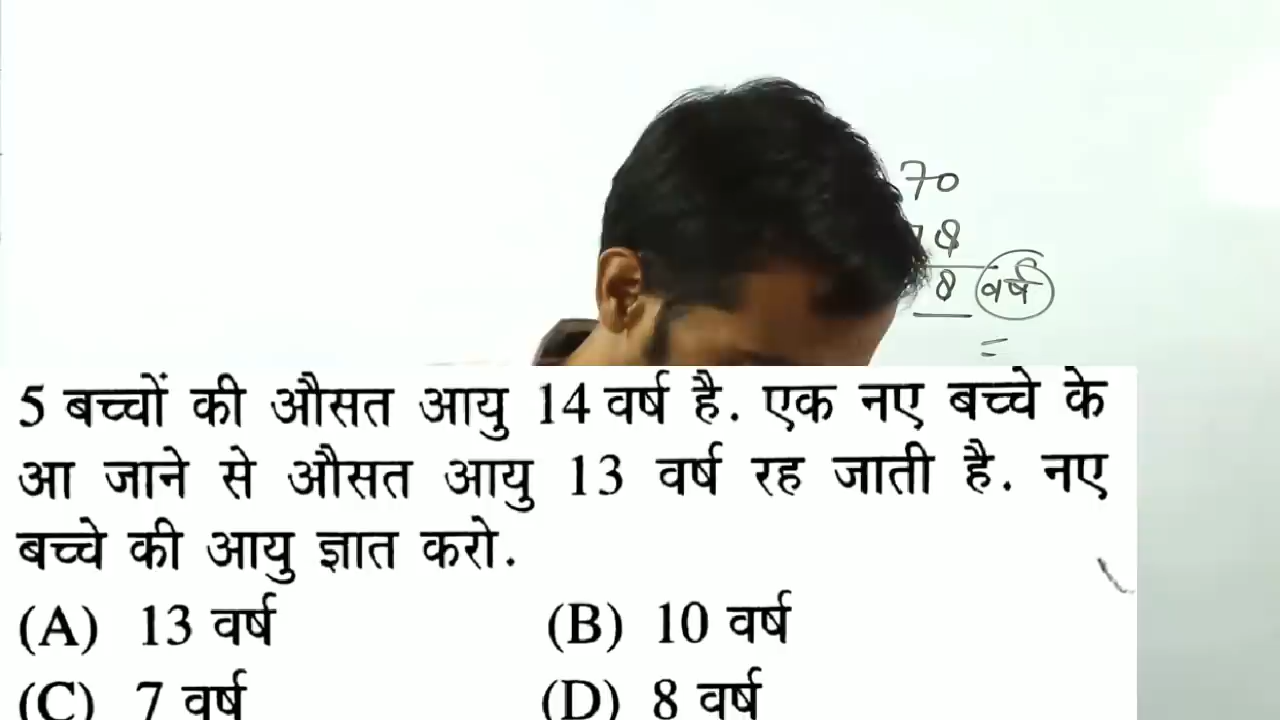 70
8
8 वर्ष
=
5 बच्चों की औसत आयु 14 वर्ष है. एक नए बच्चे के
आ जाने से औसत आयु 13 वर्ष रह जाती है. नए
बच्चे की आयु ज्ञात करो.
(A) 13 वर्ष (B) 10 वर्ष
(C) 7 वर्ष (D) 8 वर्ष